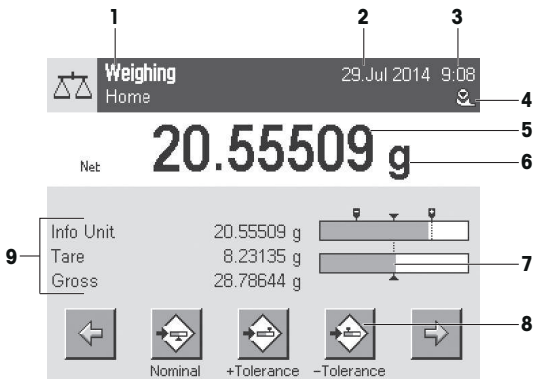 1 2 3
Weighing 29.Jul 2014 9:08
Home
4
5
Net 20.55509 g
6
Info Unit 20.55509 g
9 Tare 8.23135 g 7
Gross 28.78644 g
8
Nominal +Tolerance −Tolerance